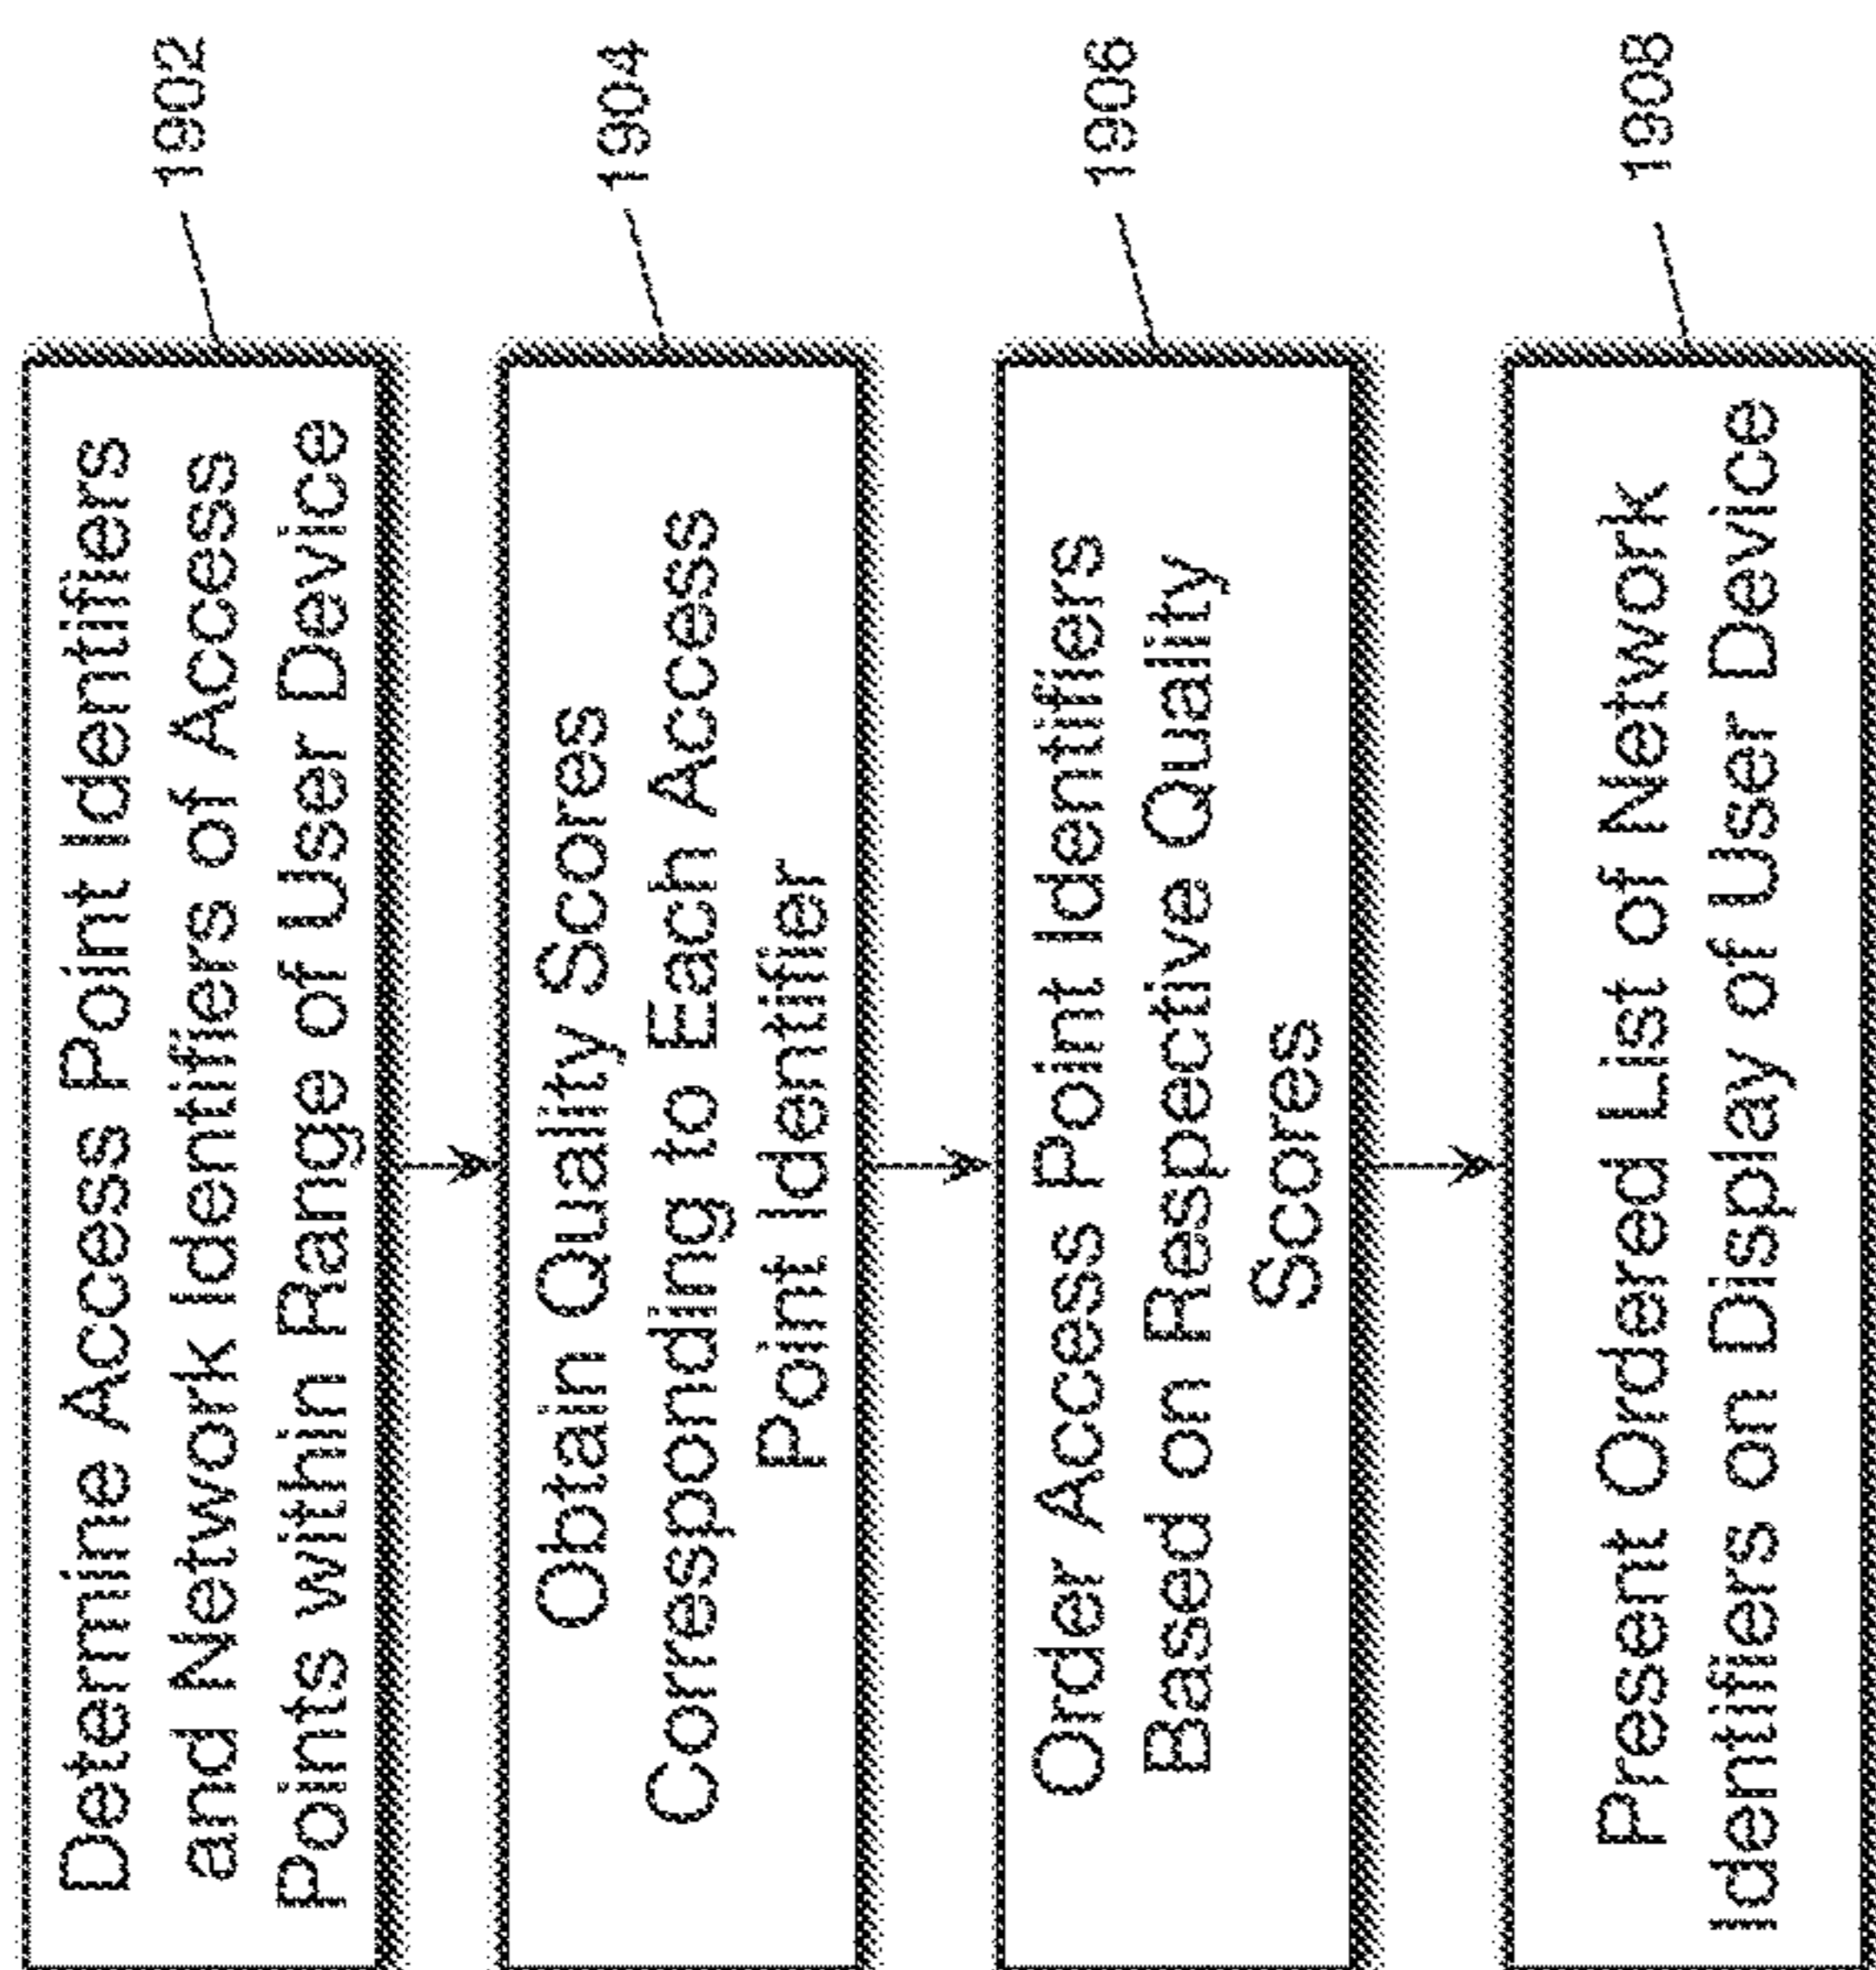 Determine Access Point Identifiers
and Network Identifiers of Access
Points within Range of User Device
1902
Obtain Quality Scores
Corresponding to Each Access
Point Identifier
1904
Order Access Point Identifiers
Based on Respective Quality
Scores
1906
Present Ordered List of Network
Identifiers on Display of User Device
1908